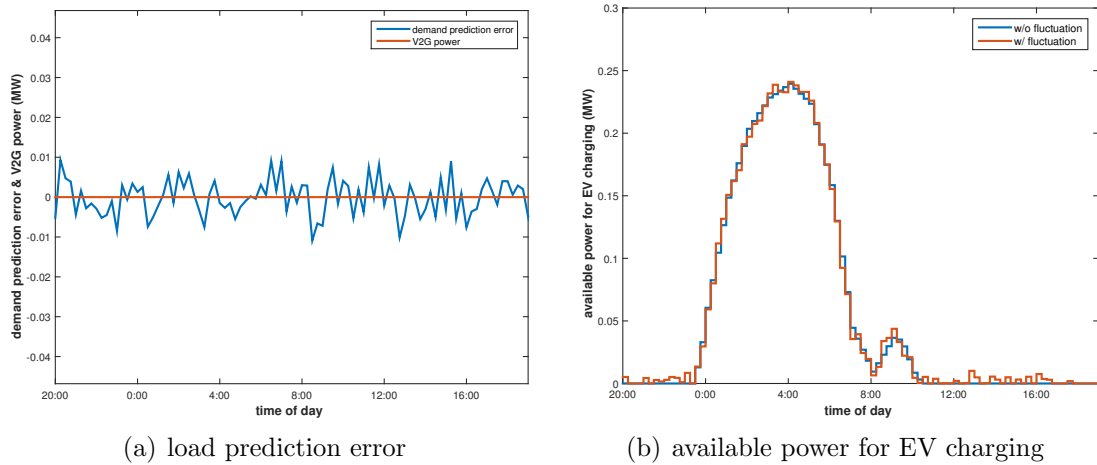 demand prediction error
V2G power
0.04
0.03
0.02
0.01
0
-0.01
-0.02
-0.03
-0.04
demand prediction error & V2G power (MW)
20:00 0:00 4:00 8:00 12:00 16:00
time of day
(a) load prediction error
w/o fluctuation
w/ fluctuation
0.3
0.25
0.2
0.15
0.1
0.05
0
available power for EV charging (MW)
20:00 0:00 4:00 8:00 12:00 16:00
time of day
(b) available power for EV charging